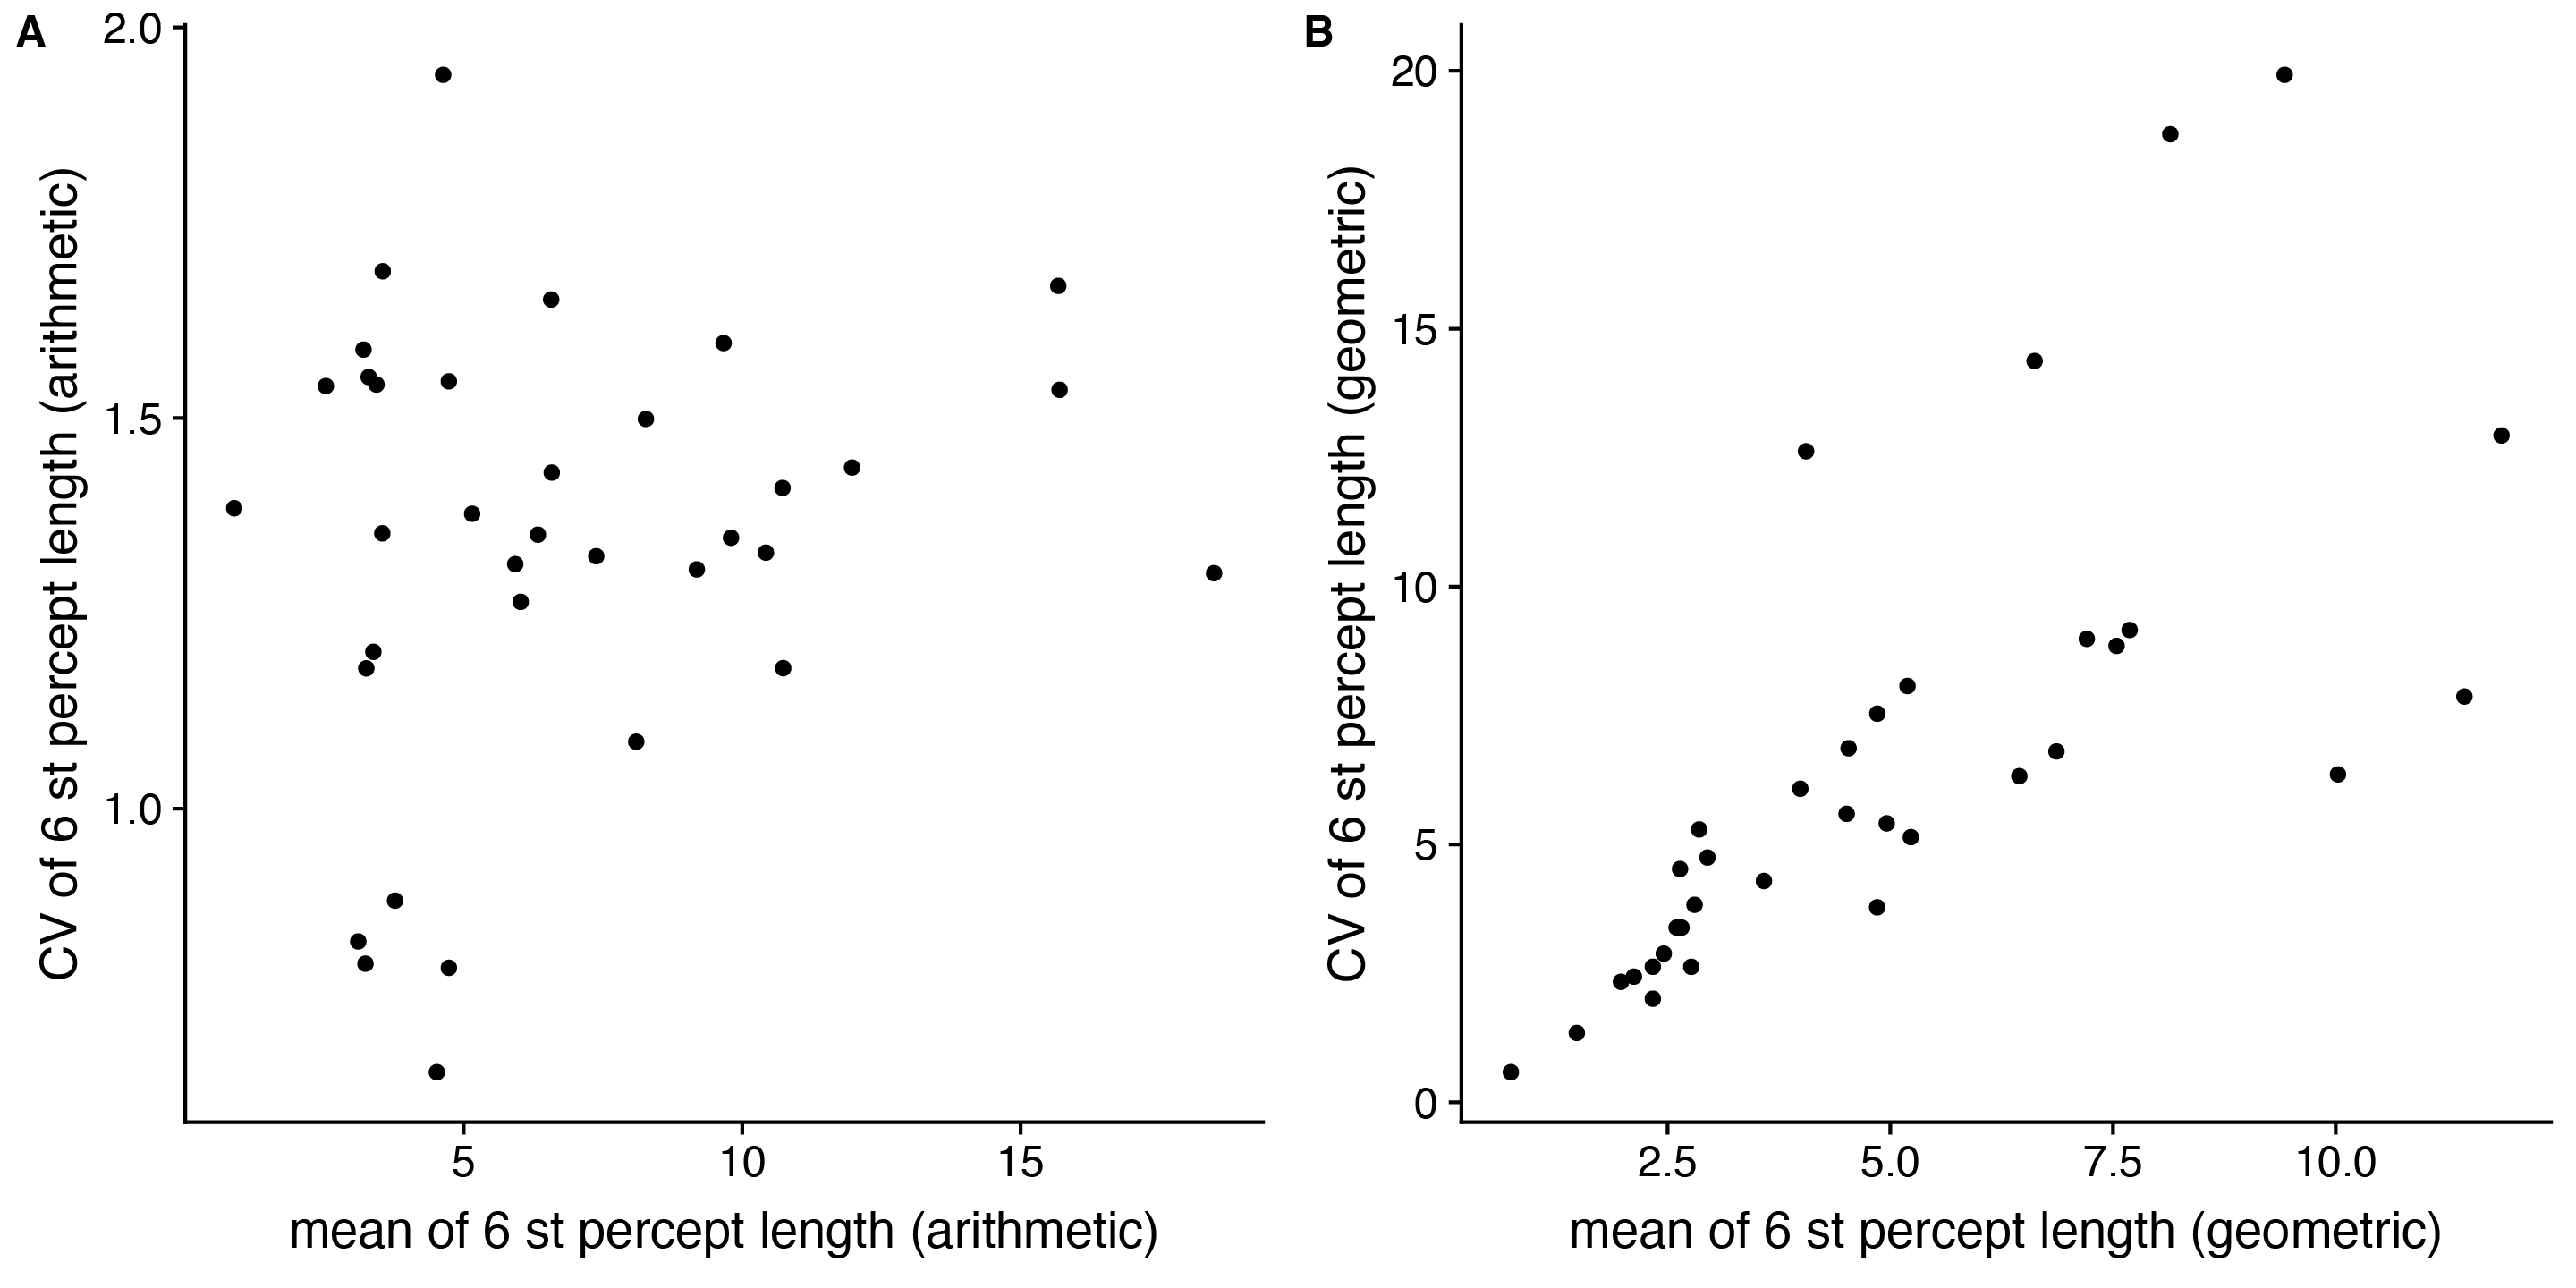 A
2.0
1.5
1.0
CV of 6 st percept length (arithmetic)
5 10 15
mean of 6 st percept length (arithmetic)
B
20
15
10
5
0
CV of 6 st percept length (geometric)
2.5 5.0 7.5 10.0
mean of 6 st percept length (geometric)